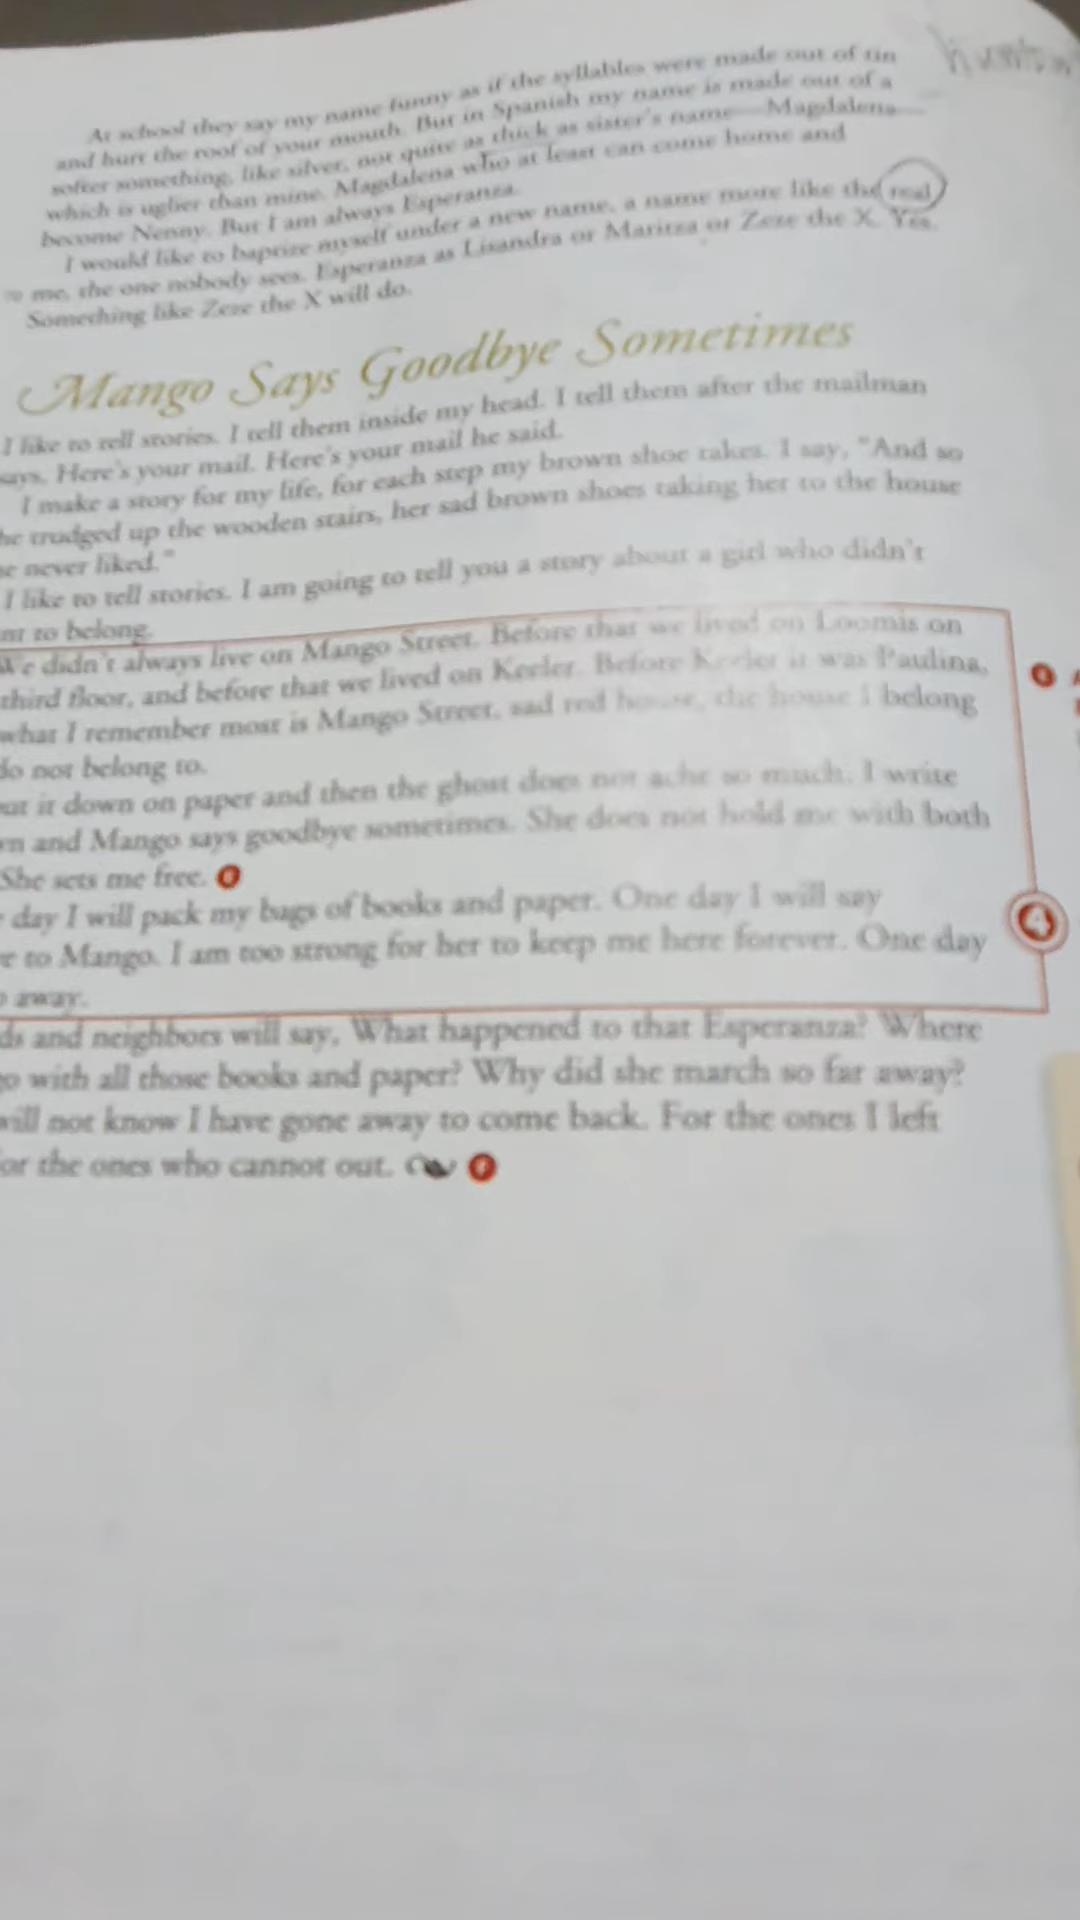 At school they say my name funny as if the syllables were made out of tin
and hurt the roof of your mouth. But in Spanish my name is made out of a
softer something, like silver, not quite as thick as sister's name—Magdalena—
which is uglier than mine. Magdalena who at least can come home and
become Nenny. But I am always Esperanza.
I would like to baptize myself under a new name, a name more like the real
me, the one nobody sees. Esperanza as Lisandra or Maritza or Zeze the X. Yes.
Something like Zeze the X will do.
Mango Says Goodbye Sometimes
I like to tell stories. I tell them inside my head. I tell them after the mailman
says, Here's your mail. Here's your mail he said.
I make a story for my life, for each step my brown shoe takes. I say, "And so
he trudged up the wooden stairs, her sad brown shoes taking her to the house
e never liked."
I like to tell stories. I am going to tell you a story about a girl who didn't
nt to belong.
We didn't always live on Mango Street. Before that we lived on Loomis on
third floor, and before that we lived on Keeler. Before Keeler it was Paulina,
what I remember most is Mango Street, sad red house, the house I belong
do not belong to.
ut it down on paper and then the ghost does not ache so much. I write
wn and Mango says goodbye sometimes. She does not hold me with both
She sets me free.
day I will pack my bags of books and paper. One day I will say
e to Mango. I am too strong for her to keep me here forever. One day
o away.
ds and neighbors will say, What happened to that Esperanza? Where
go with all those books and paper? Why did she march so far away?
will not know I have gone away to come back. For the ones I left
or the ones who cannot out.
4